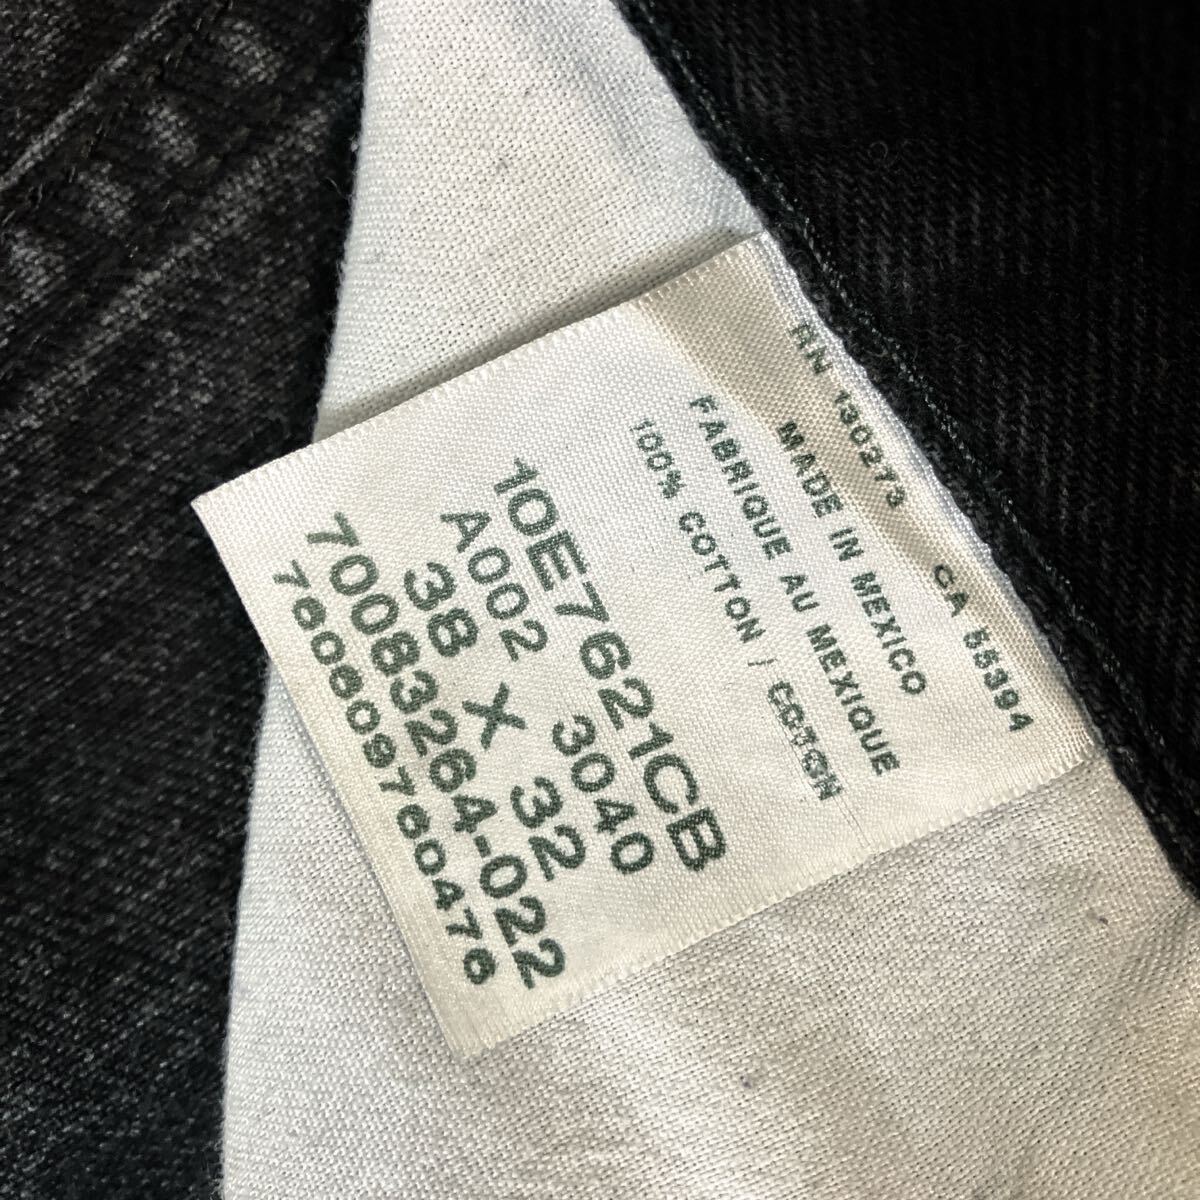 RN 130273 CA 55394
MADE IN MEXICO
FABRIQUE AU MEXIQUE
100% COTTON / COTON
10E7621CB
A002 3040
38 X 32
70083264-022
760809760476